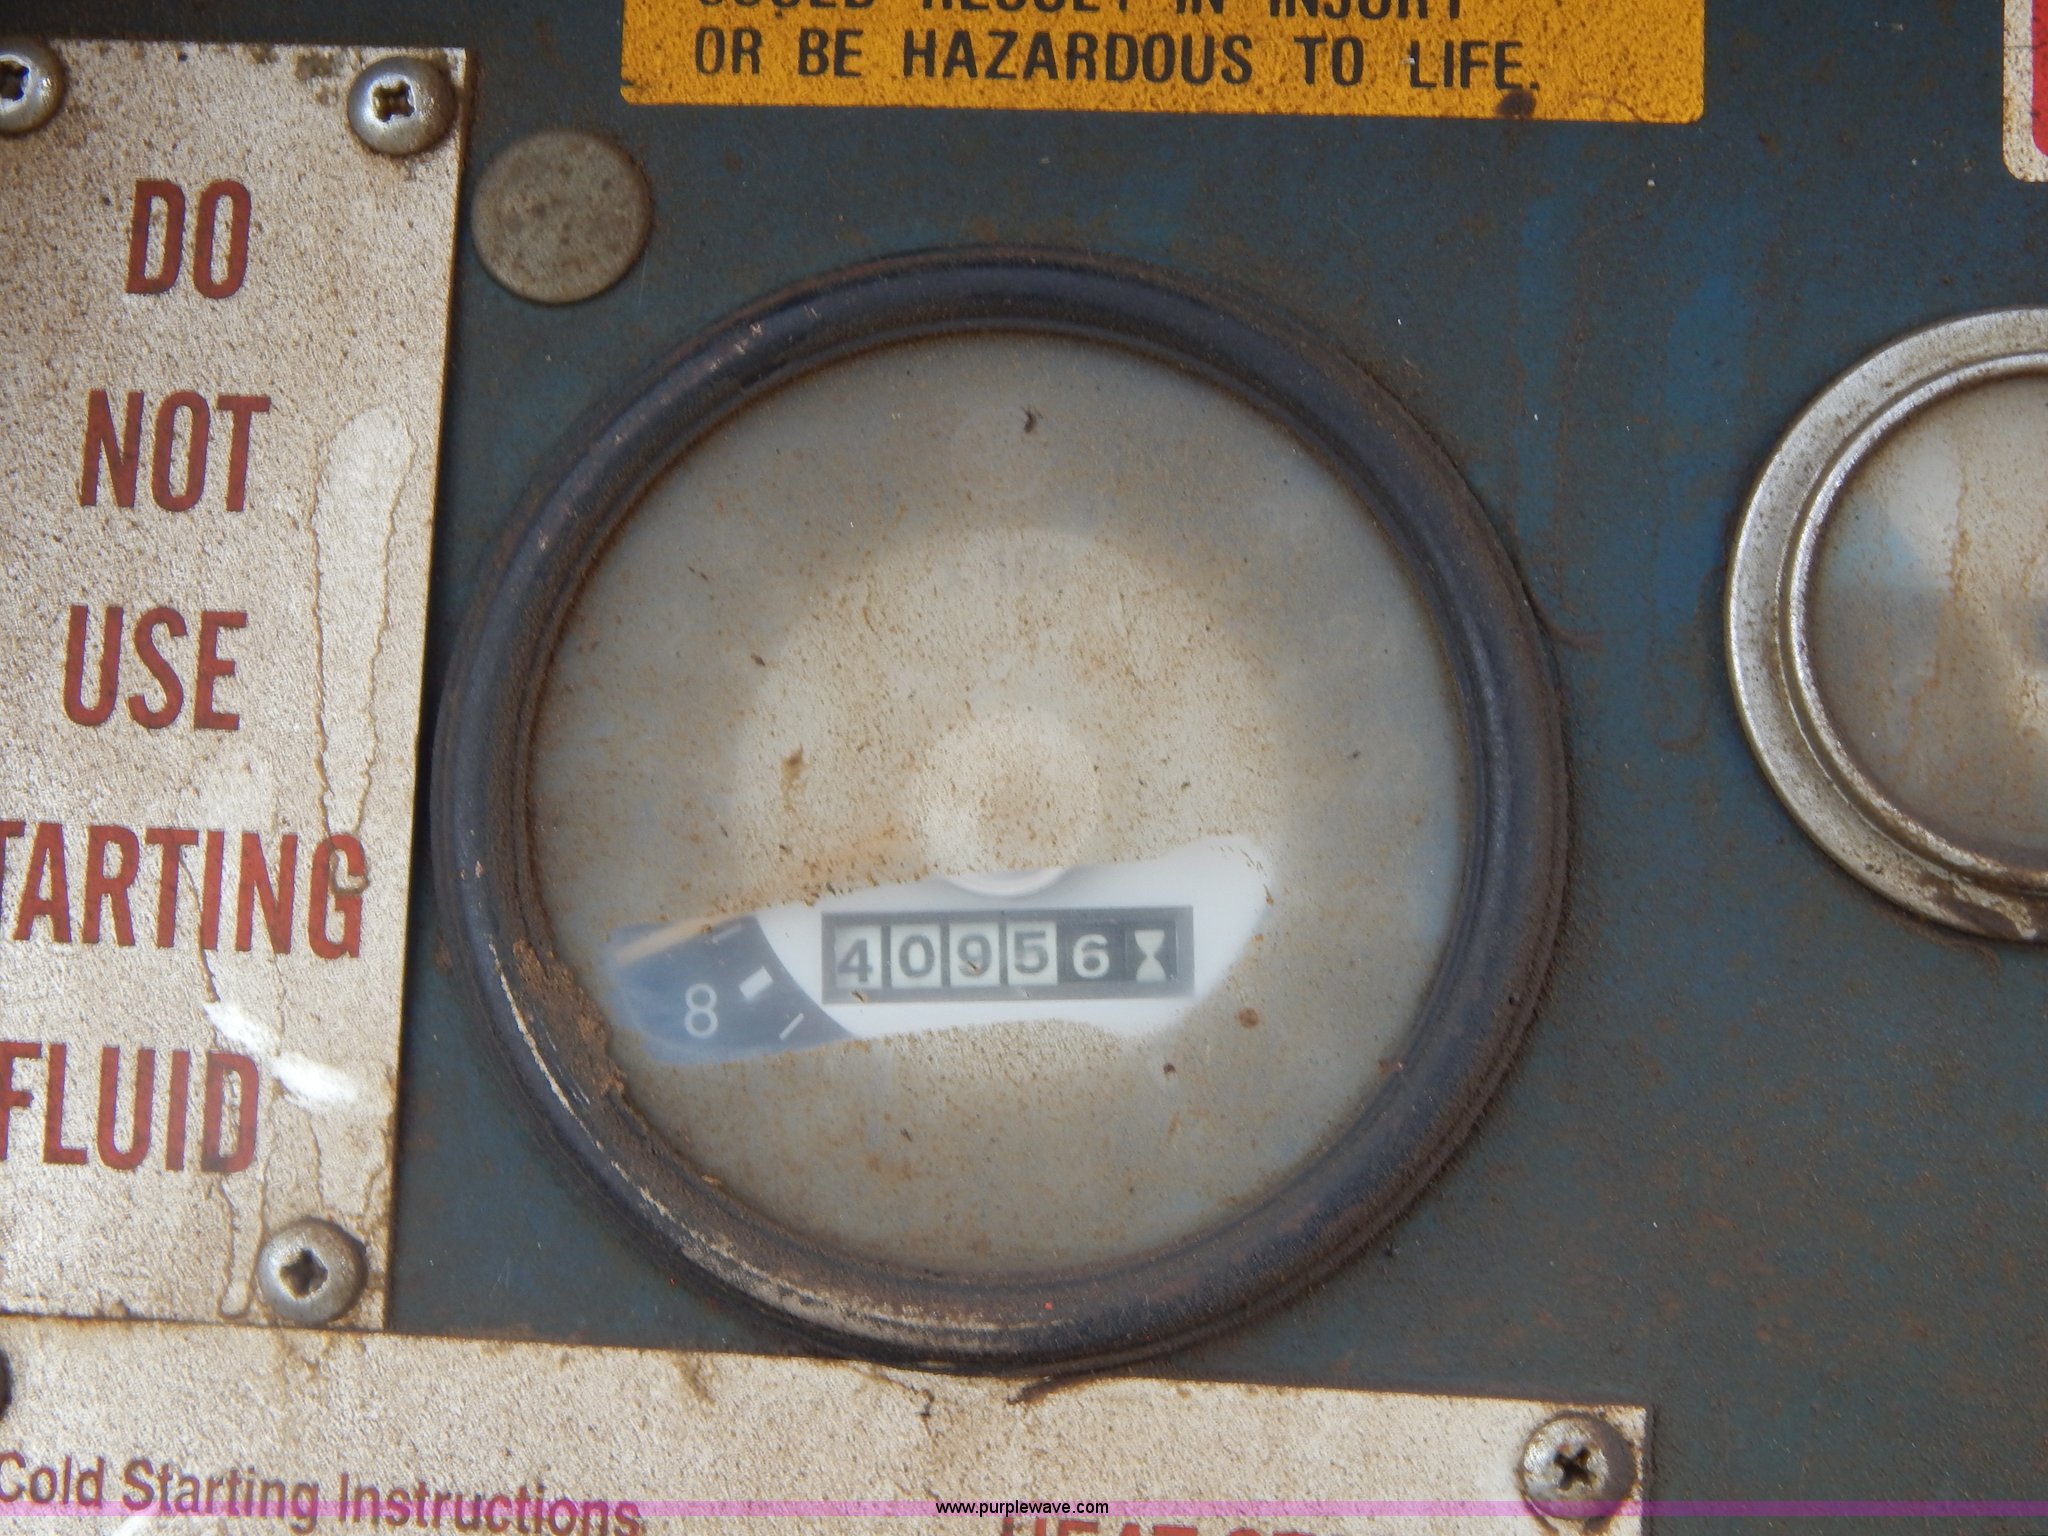 OR BE HAZARDOUS TO LIFE.
DO
NOT
USE
TARTING
FLUID
40956
8
Cold Starting Instructions
www.purplewave.com